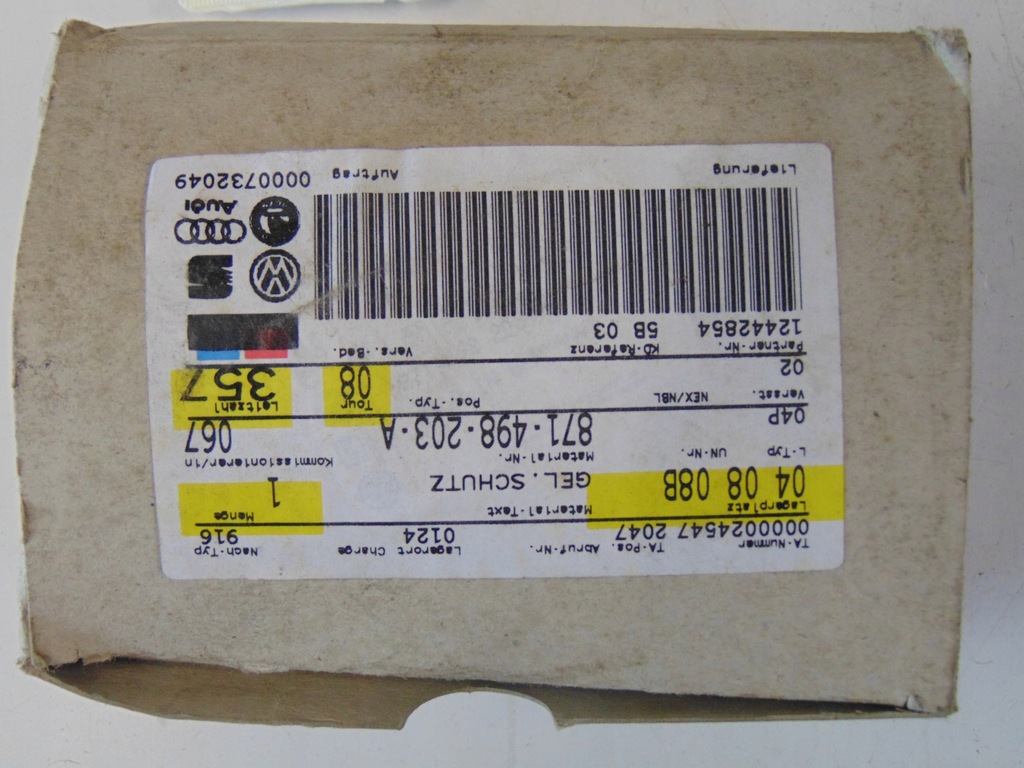 TA-Nummer TA-Pos. Abruf-Nr. Lagerort Charge Nach-Typ
0000024547 2047 0124 916
Lagerplatz Material-Text Menge
04 08 08B GEL. SCHUTZ 1
L-Typ UN-Nr. Material-Nr. Kommissionierer/in
04P 871-498-203-A 067
Versst. NEX/NBL Pos.-Typ. Tour Leitzahl
02 08 357
Partner-Nr. KD-Referenz Vers.-Bed.
12442854 5B 03
Lieferung Auftrag 0000732049
Audi